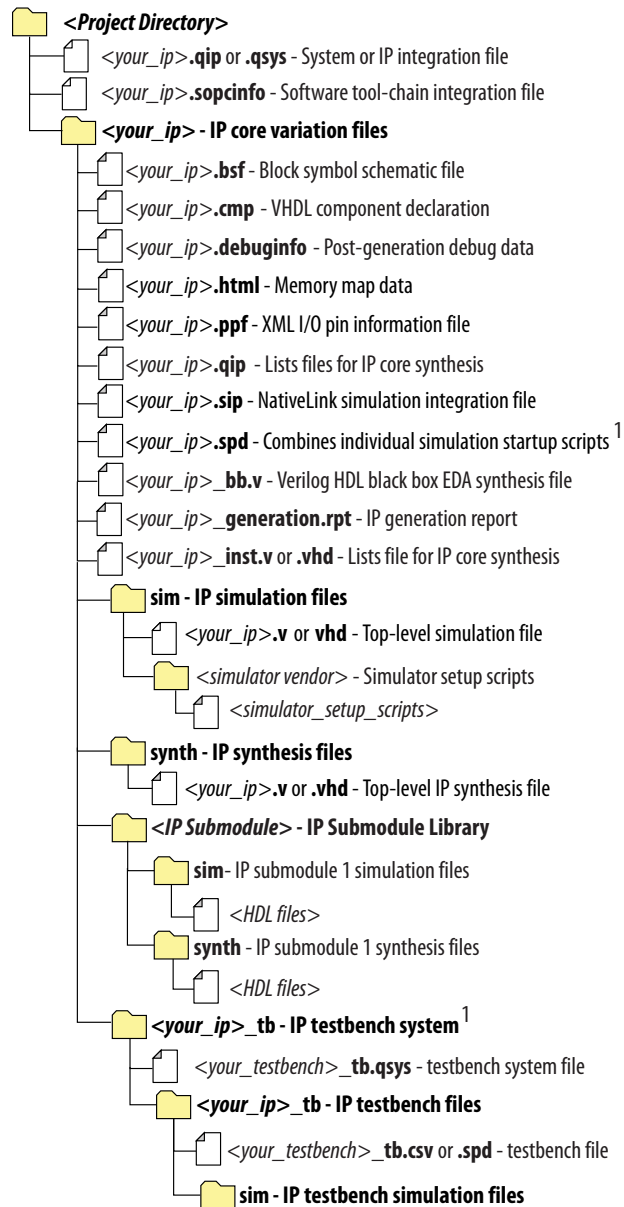 <Project Directory>
<your_ip>.qip or .qsys - System or IP integration file
<your_ip>.sopcinfo - Software tool-chain integration file
<your_ip> - IP core variation files
<your_ip>.bsf - Block symbol schematic file
<your_ip>.cmp - VHDL component declaration
<your_ip>.debuginfo - Post-generation debug data
<your_ip>.html - Memory map data
<your_ip>.ppf - XML I/O pin information file
<your_ip>.qip - Lists files for IP core synthesis
<your_ip>.sip - NativeLink simulation integration file
<your_ip>.spd - Combines individual simulation startup scripts 1
<your_ip>_bb.v - Verilog HDL black box EDA synthesis file
<your_ip>_generation.rpt - IP generation report
<your_ip>_inst.v or .vhd - Lists file for IP core synthesis
sim - IP simulation files
<your_ip>.v or vhd - Top-level simulation file
<simulator vendor> - Simulator setup scripts
<simulator_setup_scripts>
synth - IP synthesis files
<your_ip>.v or .vhd - Top-level IP synthesis file
<IP Submodule> - IP Submodule Library
sim- IP submodule 1 simulation files
<HDL files>
synth - IP submodule 1 synthesis files
<HDL files>
<your_ip>_tb - IP testbench system 1
<your_testbench>_tb.qsys - testbench system file
<your_ip>_tb - IP testbench files
<your_testbench>_tb.csv or .spd - testbench file
sim - IP testbench simulation files